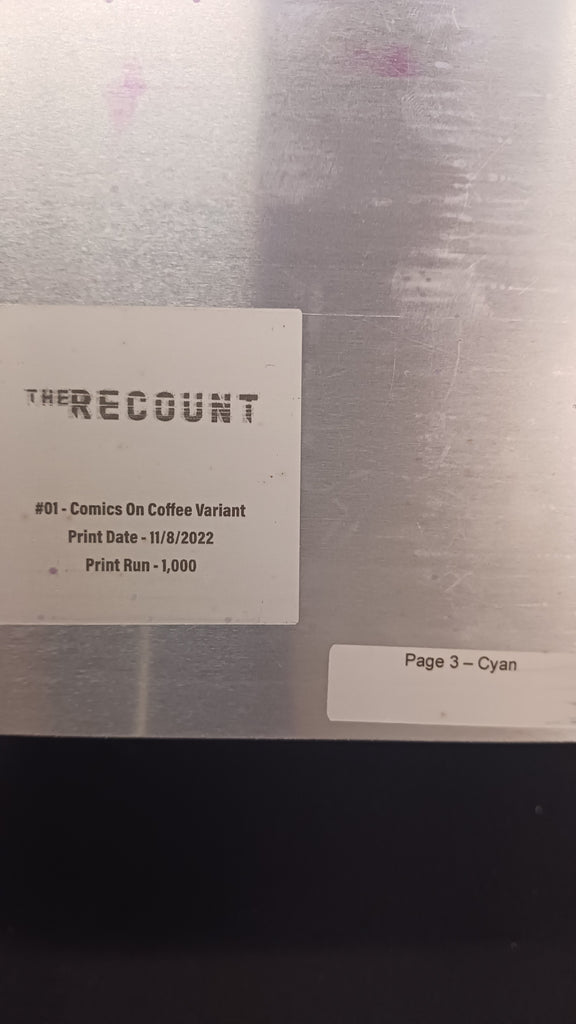 THE RECOUNT
#01 - Comics On Coffee Variant
Print Date - 11/8/2022
Print Run - 1,000
Page 3 – Cyan